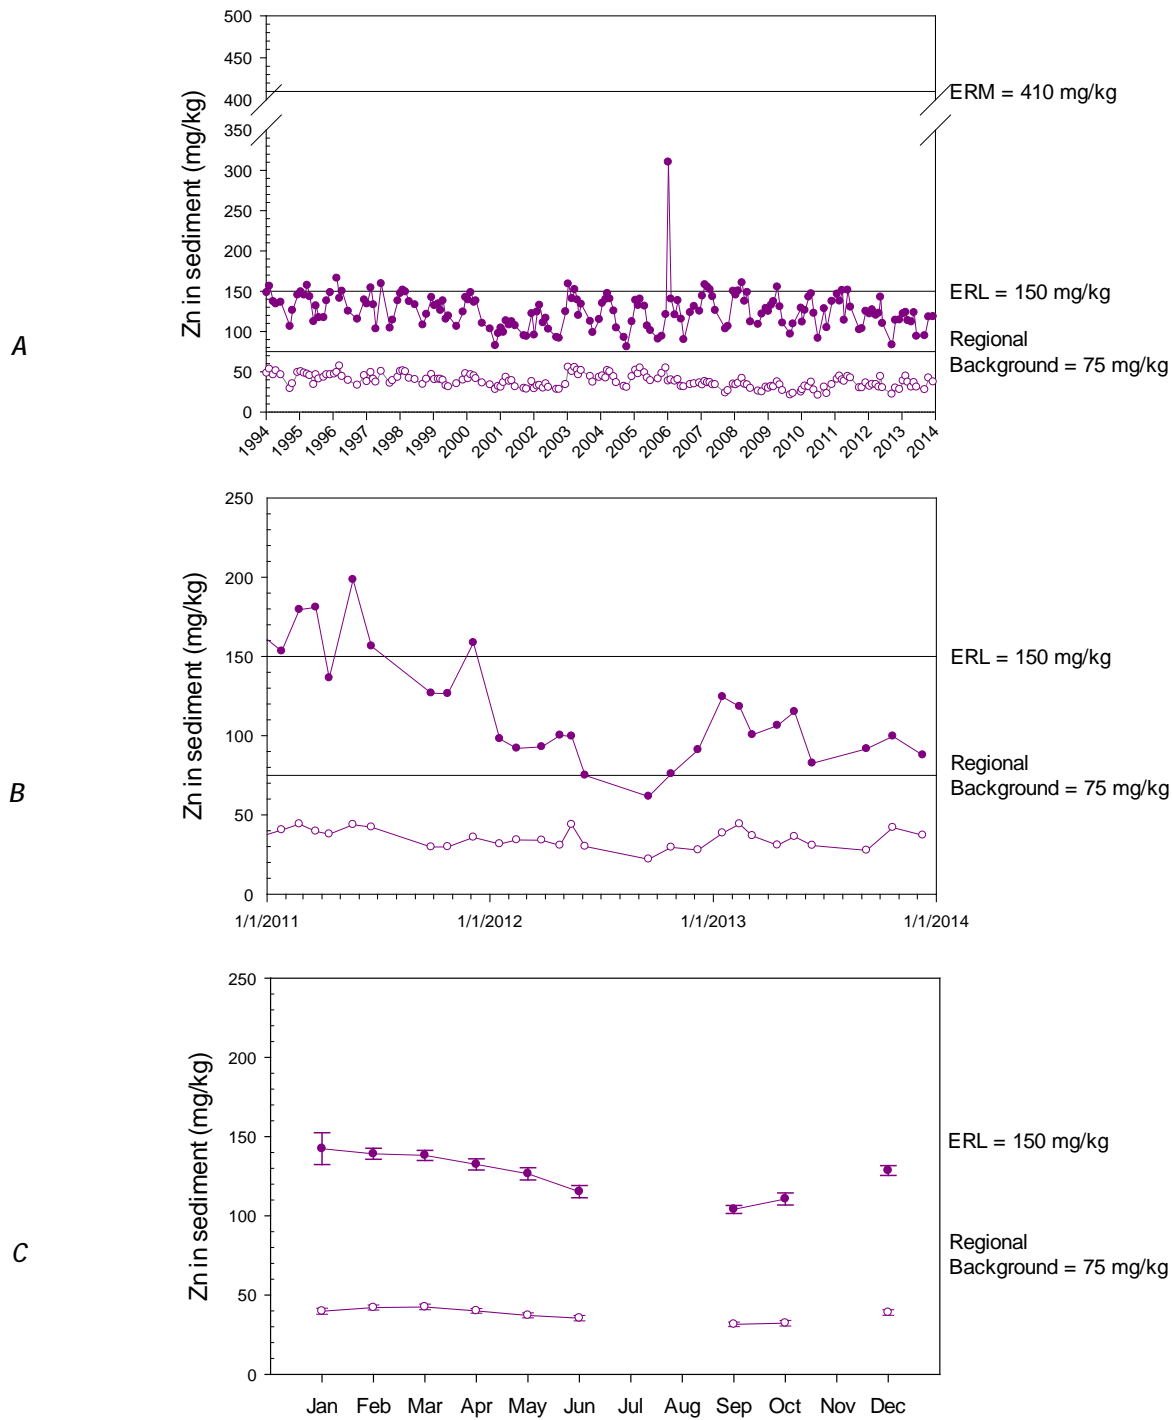 A
Zn in sediment (mg/kg)
500
450
400
350
300
250
200
150
100
50
0
ERM = 410 mg/kg
ERL = 150 mg/kg
Regional
Background = 75 mg/kg
1994 1995 1996 1997 1998 1999 2000 2001 2002 2003 2004 2005 2006 2007 2008 2009 2010 2011 2012 2013 2014
B
Zn in sediment (mg/kg)
250
200
150
100
50
0
ERL = 150 mg/kg
Regional
Background = 75 mg/kg
1/1/2011 1/1/2012 1/1/2013 1/1/2014
C
Zn in sediment (mg/kg)
250
200
150
100
50
0
ERL = 150 mg/kg
Regional
Background = 75 mg/kg
Jan Feb Mar Apr May Jun Jul Aug Sep Oct Nov Dec